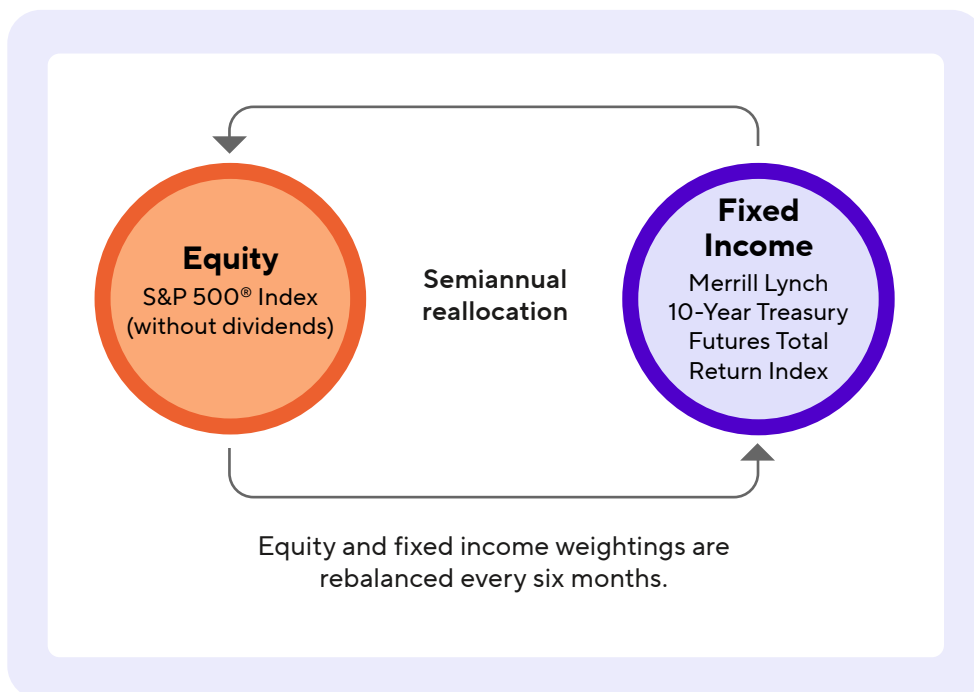 Equity
S&P 500® Index
(without dividends)
Semiannual
reallocation
Fixed
Income
Merrill Lynch
10-Year Treasury
Futures Total
Return Index
Equity and fixed income weightings are
rebalanced every six months.